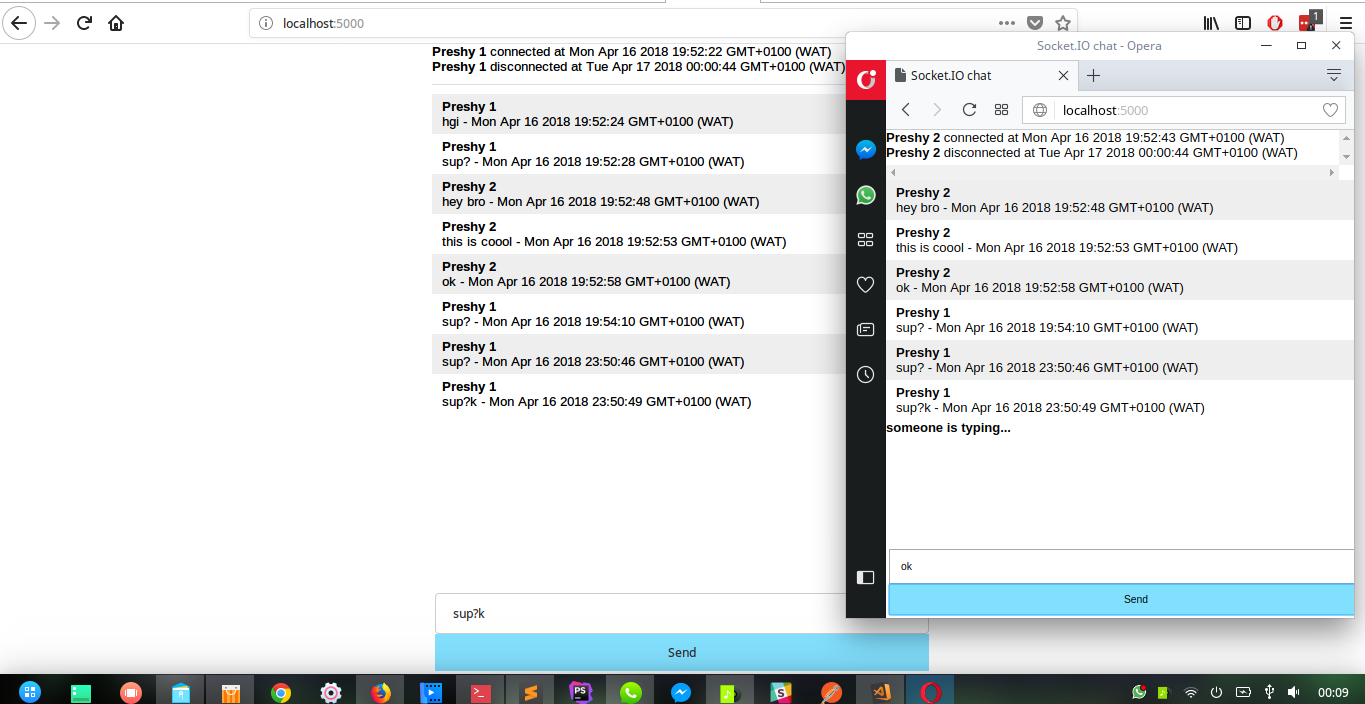 localhost:5000
1
Preshy 1 connected at Mon Apr 16 2018 19:52:22 GMT+0100 (WAT)
Preshy 1 disconnected at Tue Apr 17 2018 00:00:44 GMT+0100 (WAT)
Preshy 1
hgi - Mon Apr 16 2018 19:52:24 GMT+0100 (WAT)
Preshy 1
sup? - Mon Apr 16 2018 19:52:28 GMT+0100 (WAT)
Preshy 2
hey bro - Mon Apr 16 2018 19:52:48 GMT+0100 (WAT)
Preshy 2
this is coool - Mon Apr 16 2018 19:52:53 GMT+0100 (WAT)
Preshy 2
ok - Mon Apr 16 2018 19:52:58 GMT+0100 (WAT)
Preshy 1
sup? - Mon Apr 16 2018 19:54:10 GMT+0100 (WAT)
Preshy 1
sup? - Mon Apr 16 2018 23:50:46 GMT+0100 (WAT)
Preshy 1
sup?k - Mon Apr 16 2018 23:50:49 GMT+0100 (WAT)
sup?k
Send
Socket.IO chat - Opera
Socket.IO chat
localhost:5000
Preshy 2 connected at Mon Apr 16 2018 19:52:43 GMT+0100 (WAT)
Preshy 2 disconnected at Tue Apr 17 2018 00:00:44 GMT+0100 (WAT)
Preshy 2
hey bro - Mon Apr 16 2018 19:52:48 GMT+0100 (WAT)
Preshy 2
this is coool - Mon Apr 16 2018 19:52:53 GMT+0100 (WAT)
Preshy 2
ok - Mon Apr 16 2018 19:52:58 GMT+0100 (WAT)
Preshy 1
sup? - Mon Apr 16 2018 19:54:10 GMT+0100 (WAT)
Preshy 1
sup? - Mon Apr 16 2018 23:50:46 GMT+0100 (WAT)
Preshy 1
sup?k - Mon Apr 16 2018 23:50:49 GMT+0100 (WAT)
someone is typing...
ok
Send
PS
00:09